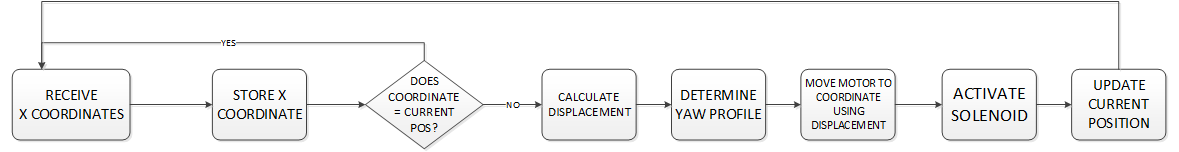 YES
RECEIVE
X COORDINATES
STORE X
COORDINATE
DOES
COORDINATE
= CURRENT
POS?
NO
CALCULATE
DISPLACEMENT
DETERMINE
YAW PROFILE
MOVE MOTOR TO
COORDINATE
USING
DISPLACEMENT
ACTIVATE
SOLENOID
UPDATE
CURRENT
POSITION